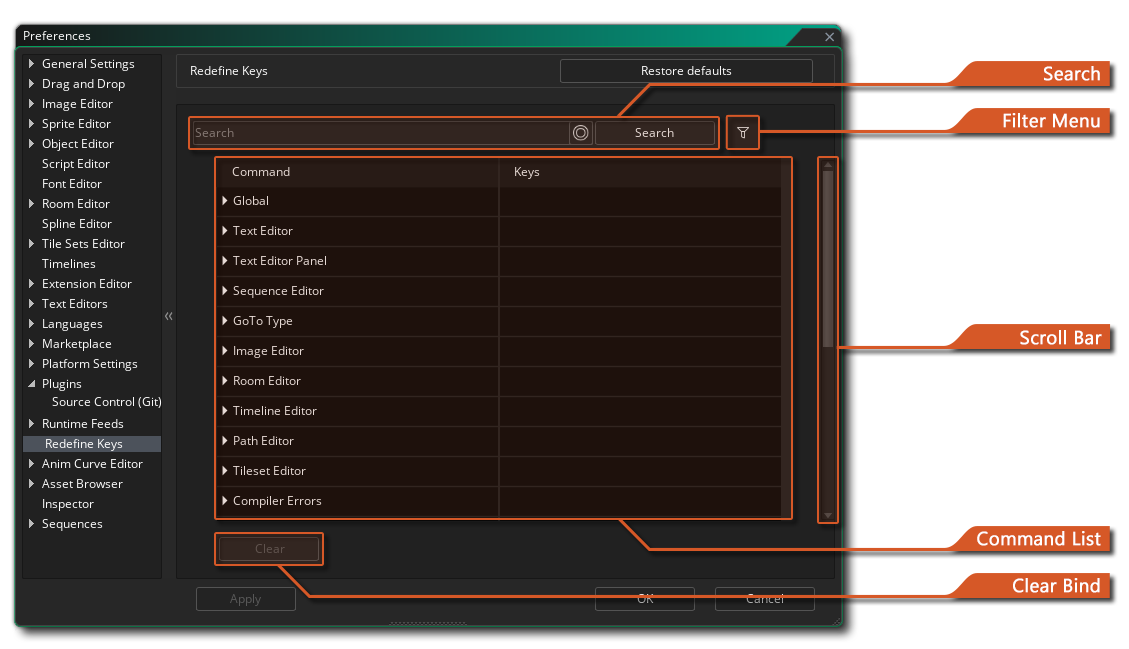 Preferences
General Settings
Drag and Drop
Image Editor
Sprite Editor
Object Editor
Script Editor
Font Editor
Room Editor
Spline Editor
Tile Sets Editor
Timelines
Extension Editor
Text Editors
Languages
Marketplace
Platform Settings
Plugins
Source Control (Git)
Runtime Feeds
Redefine Keys
Anim Curve Editor
Asset Browser
Inspector
Sequences
Redefine Keys
Restore defaults
Search
Search
Command
Keys
Global
Text Editor
Text Editor Panel
Sequence Editor
GoTo Type
Image Editor
Room Editor
Timeline Editor
Path Editor
Tileset Editor
Compiler Errors
Clear
Apply
OK
Cancel
Search
Filter Menu
Scroll Bar
Command List
Clear Bind